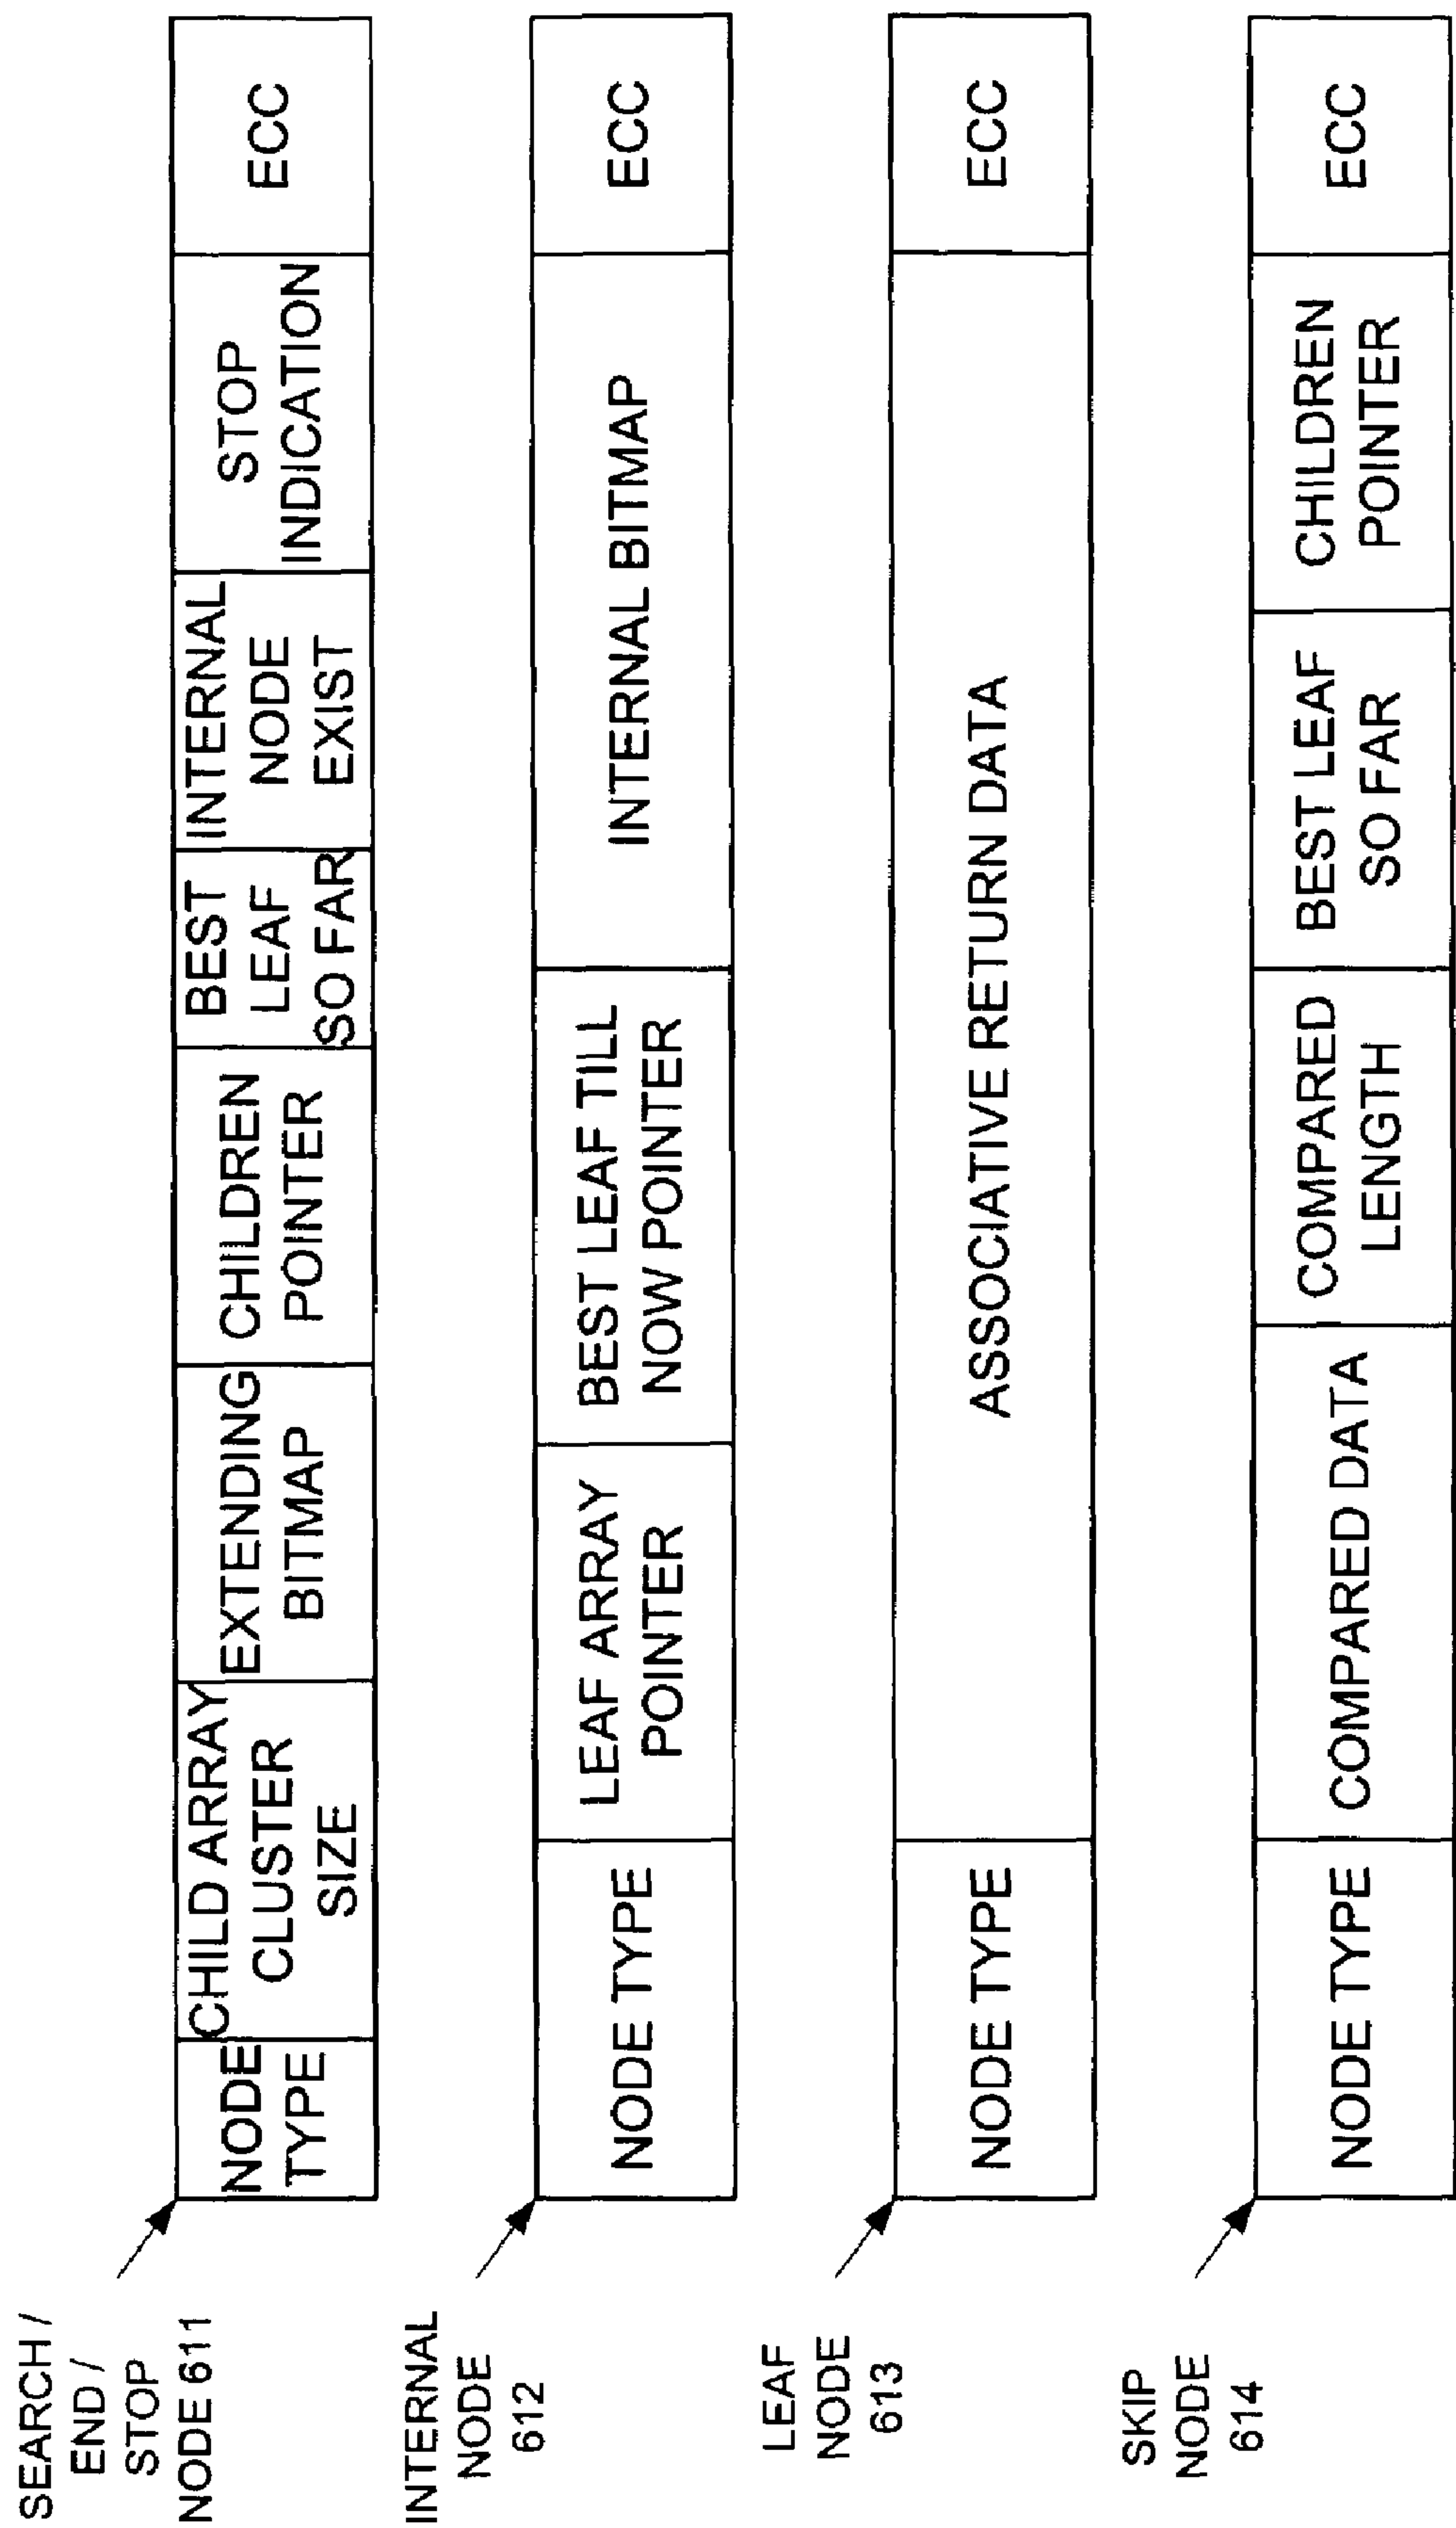 SEARCH /
END /
STOP
NODE 611
NODE
TYPE
CHILD ARRAY
CLUSTER
SIZE
EXTENDING
BITMAP
CHILDREN
POINTER
BEST
LEAF
SO FAR
INTERNAL
NODE
EXIST
STOP
INDICATION
ECC
INTERNAL
NODE
612
NODE TYPE
LEAF ARRAY
POINTER
BEST LEAF TILL
NOW POINTER
INTERNAL BITMAP
ECC
LEAF
NODE
613
NODE TYPE
ASSOCIATIVE RETURN DATA
ECC
SKIP
NODE
614
NODE TYPE
COMPARED DATA
COMPARED
LENGTH
BEST LEAF
SO FAR
CHILDREN
POINTER
ECC